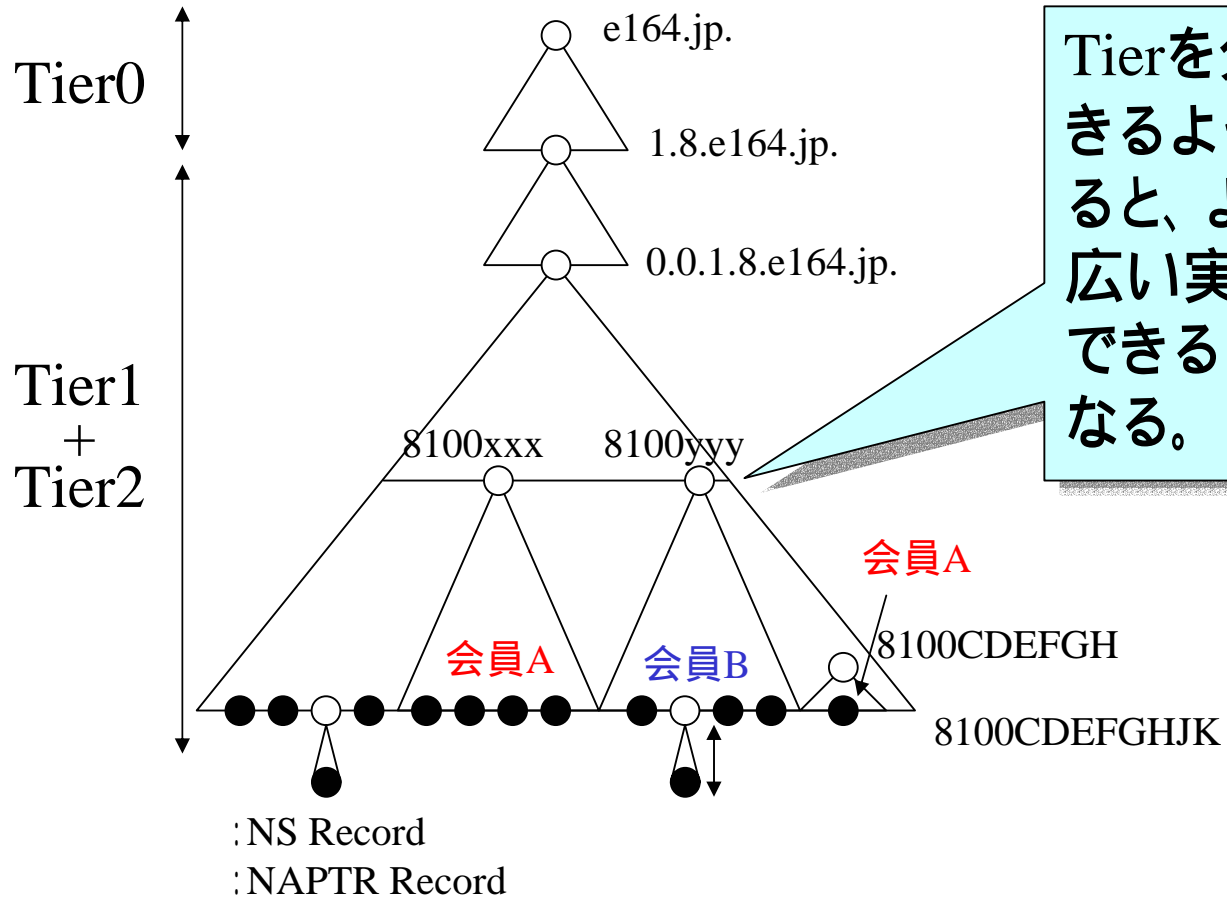 e164.jp.
Tier0
1.8.e164.jp.
0.0.1.8.e164.jp.
Tierを
きるよ
ると、よ
広い実
できる
なる。
Tier1
+
Tier2
8100xxx
8100yyy
会員A
会員A
会員B
8100CDEFGH
8100CDEFGHJK
:NS Record
:NAPTR Record